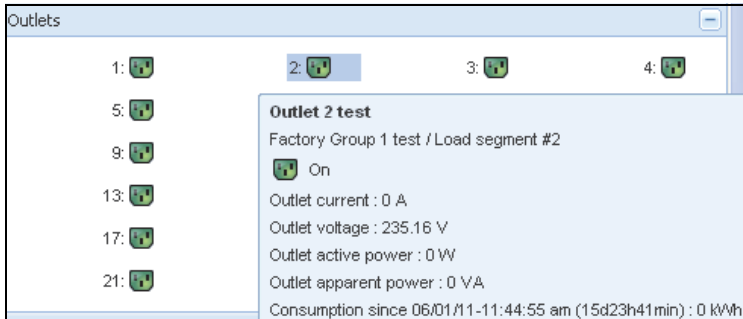 Outlets
1: 2: 3: 4:
5:
9:
13:
17:
21:
Outlet 2 test
Factory Group 1 test / Load segment #2
On
Outlet current : 0 A
Outlet voltage : 235.16 V
Outlet active power : 0 W
Outlet apparent power : 0 VA
Consumption since 06/01/11-11:44:55 am (15d23h41min) : 0 kWh